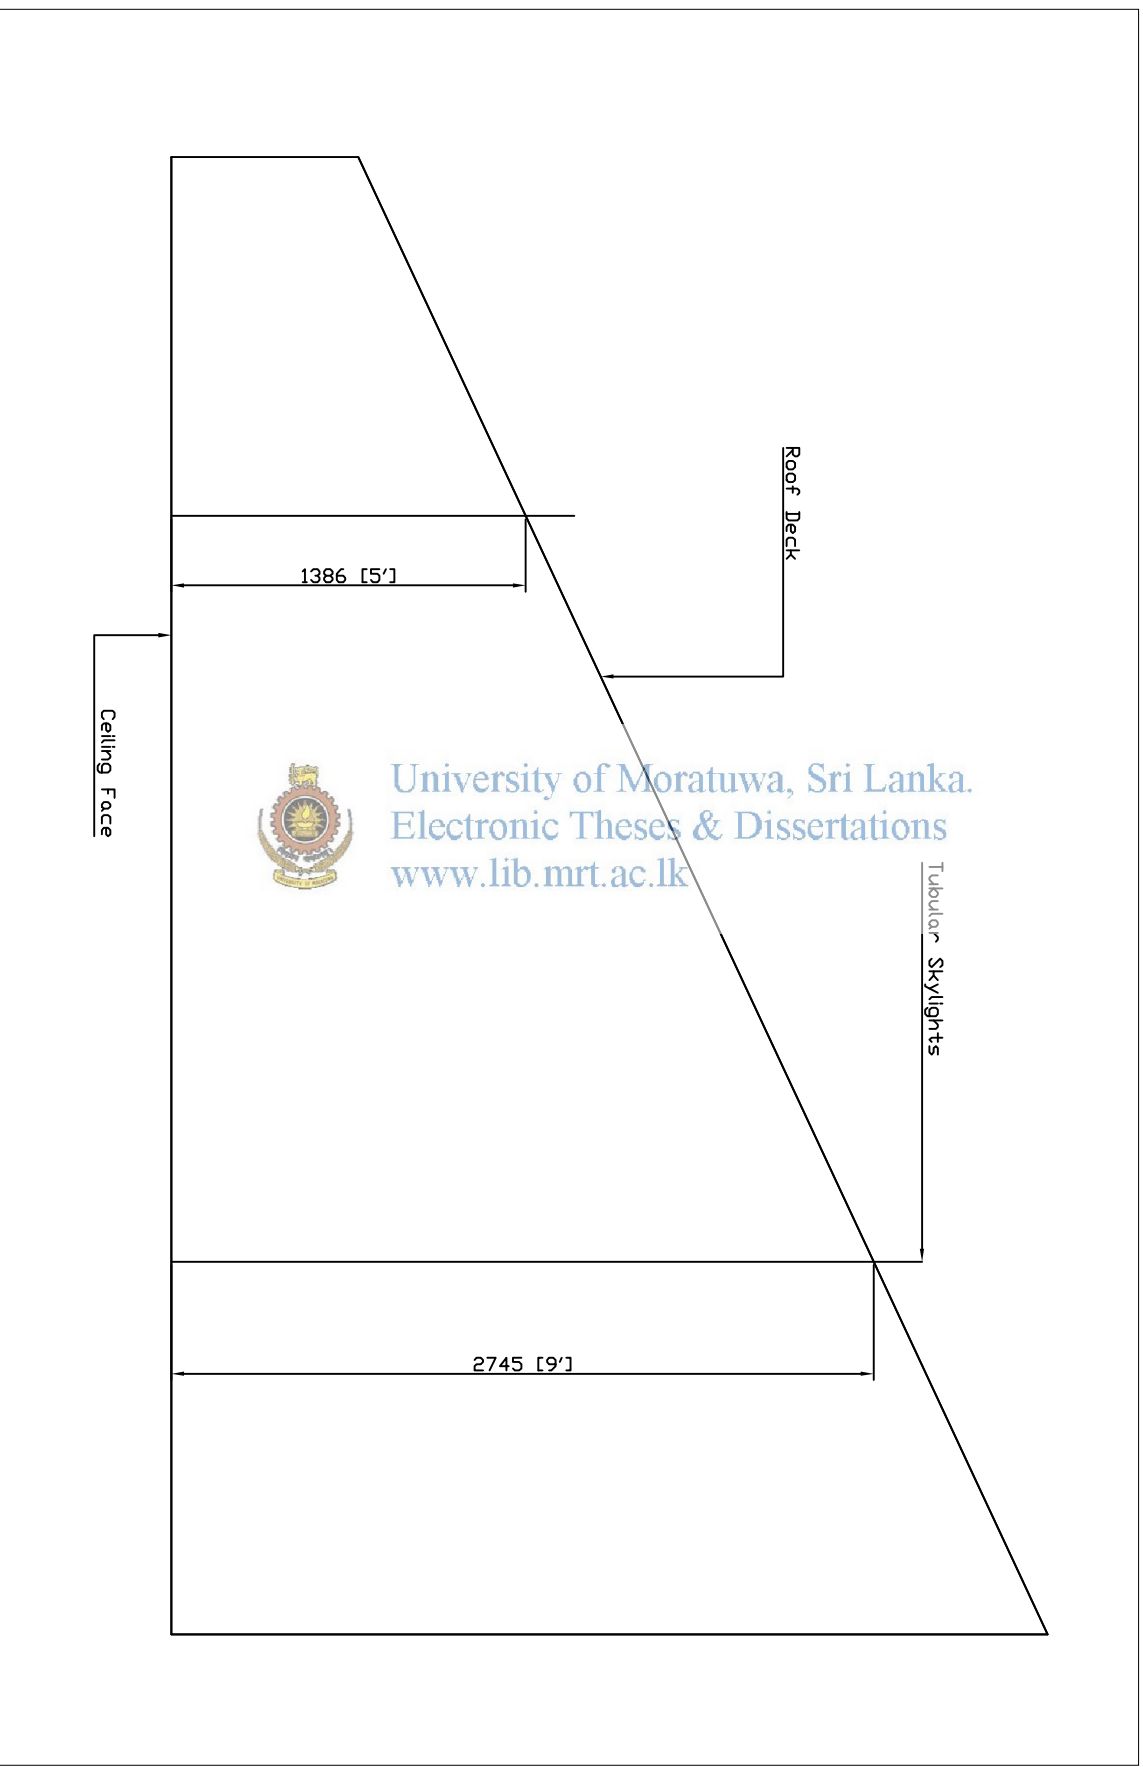 Roof Deck
1386 [5']
Ceiling Face
University of Moratuwa, Sri Lanka.
Electronic Theses & Dissertations
www.lib.mrt.ac.lk
Tubular Skylights
2745 [9']